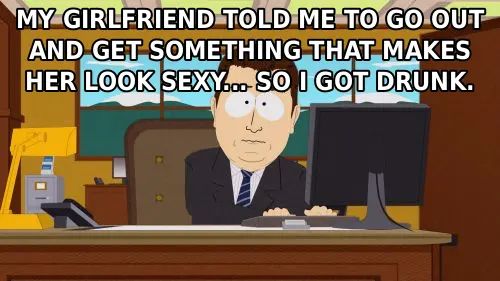 MY GIRLFRIEND TOLD ME TO GO OUT
AND GET SOMETHING THAT MAKES
HER LOOK SEXY... SO I GOT DRUNK.